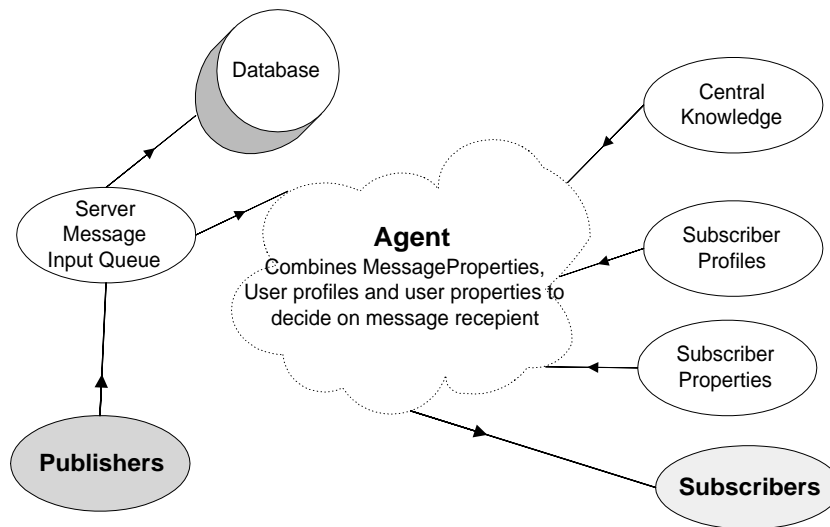 Database
Central
Knowledge
Server
Message
Input Queue
Agent
Combines MessageProperties,
User profiles and user properties to
decide on message recepient
Subscriber
Profiles
Subscriber
Properties
Publishers
Subscribers